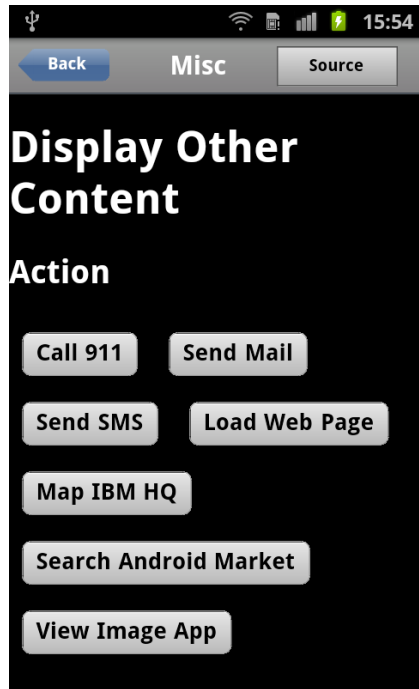 15:54
Back Misc Source
Display Other
Content
Action
Call 911 Send Mail
Send SMS Load Web Page
Map IBM HQ
Search Android Market
View Image App